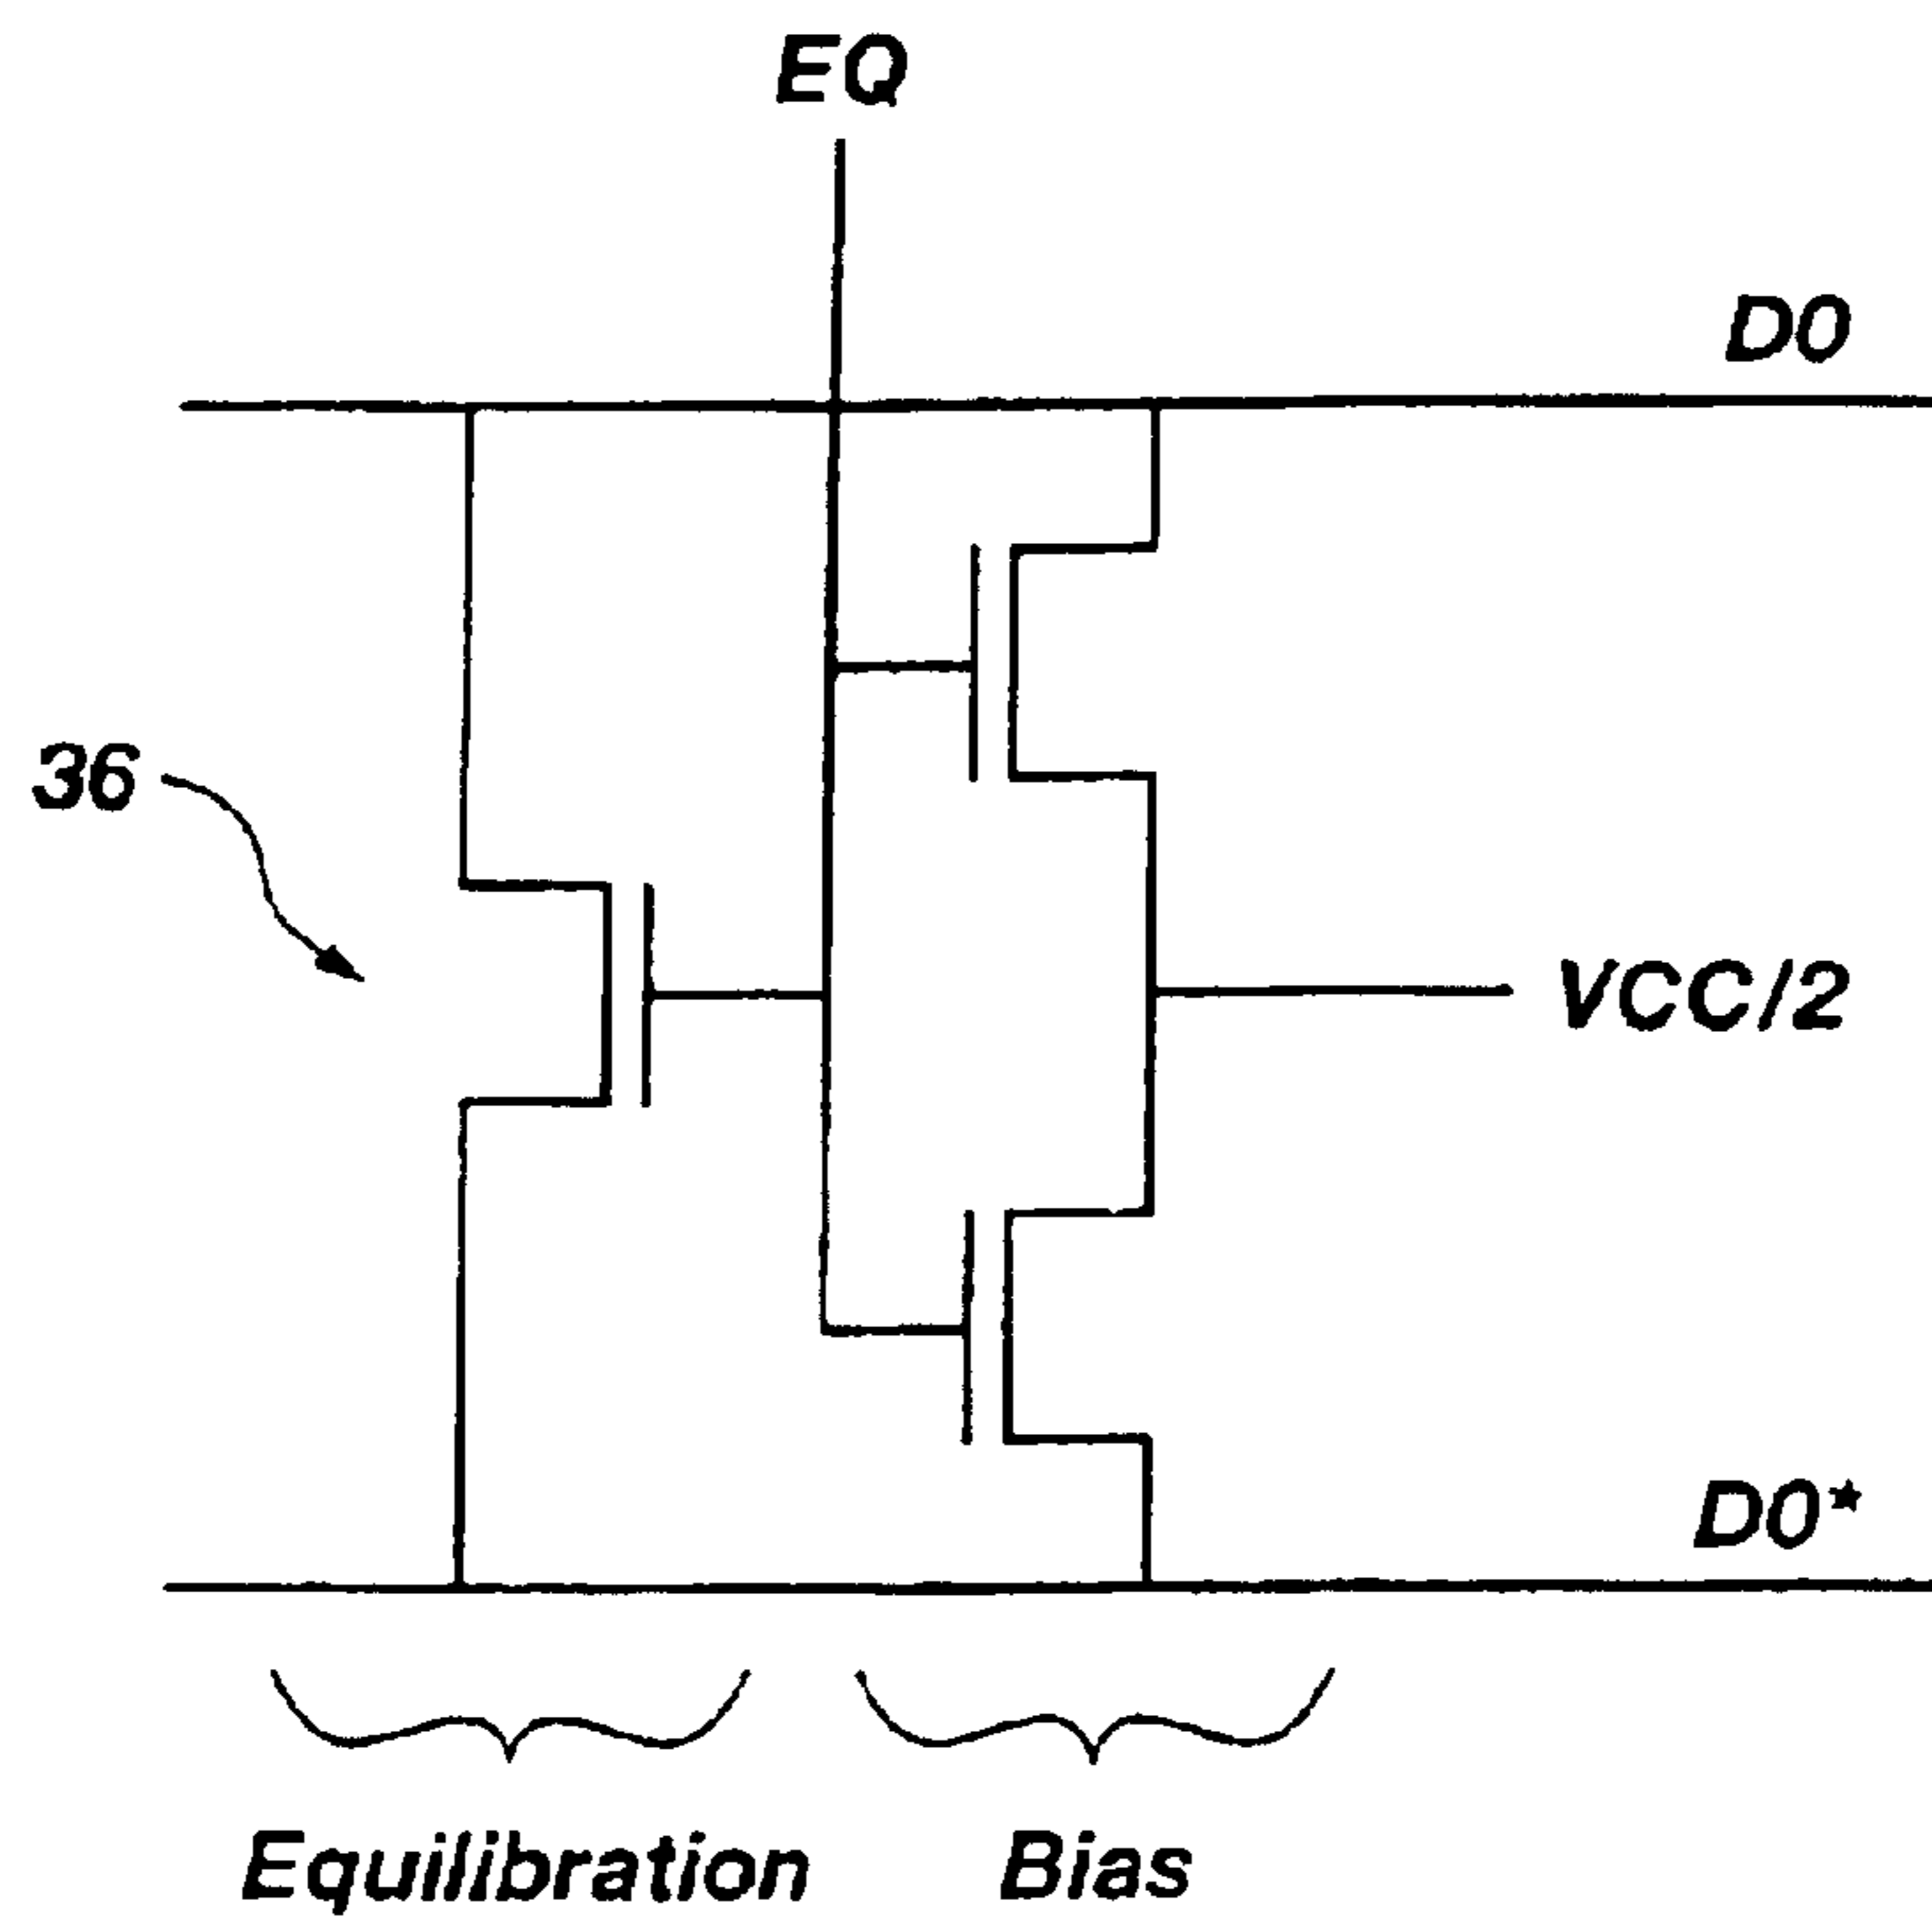 EQ
D0
36
VCC/2
D0*
Equilibration
Bias